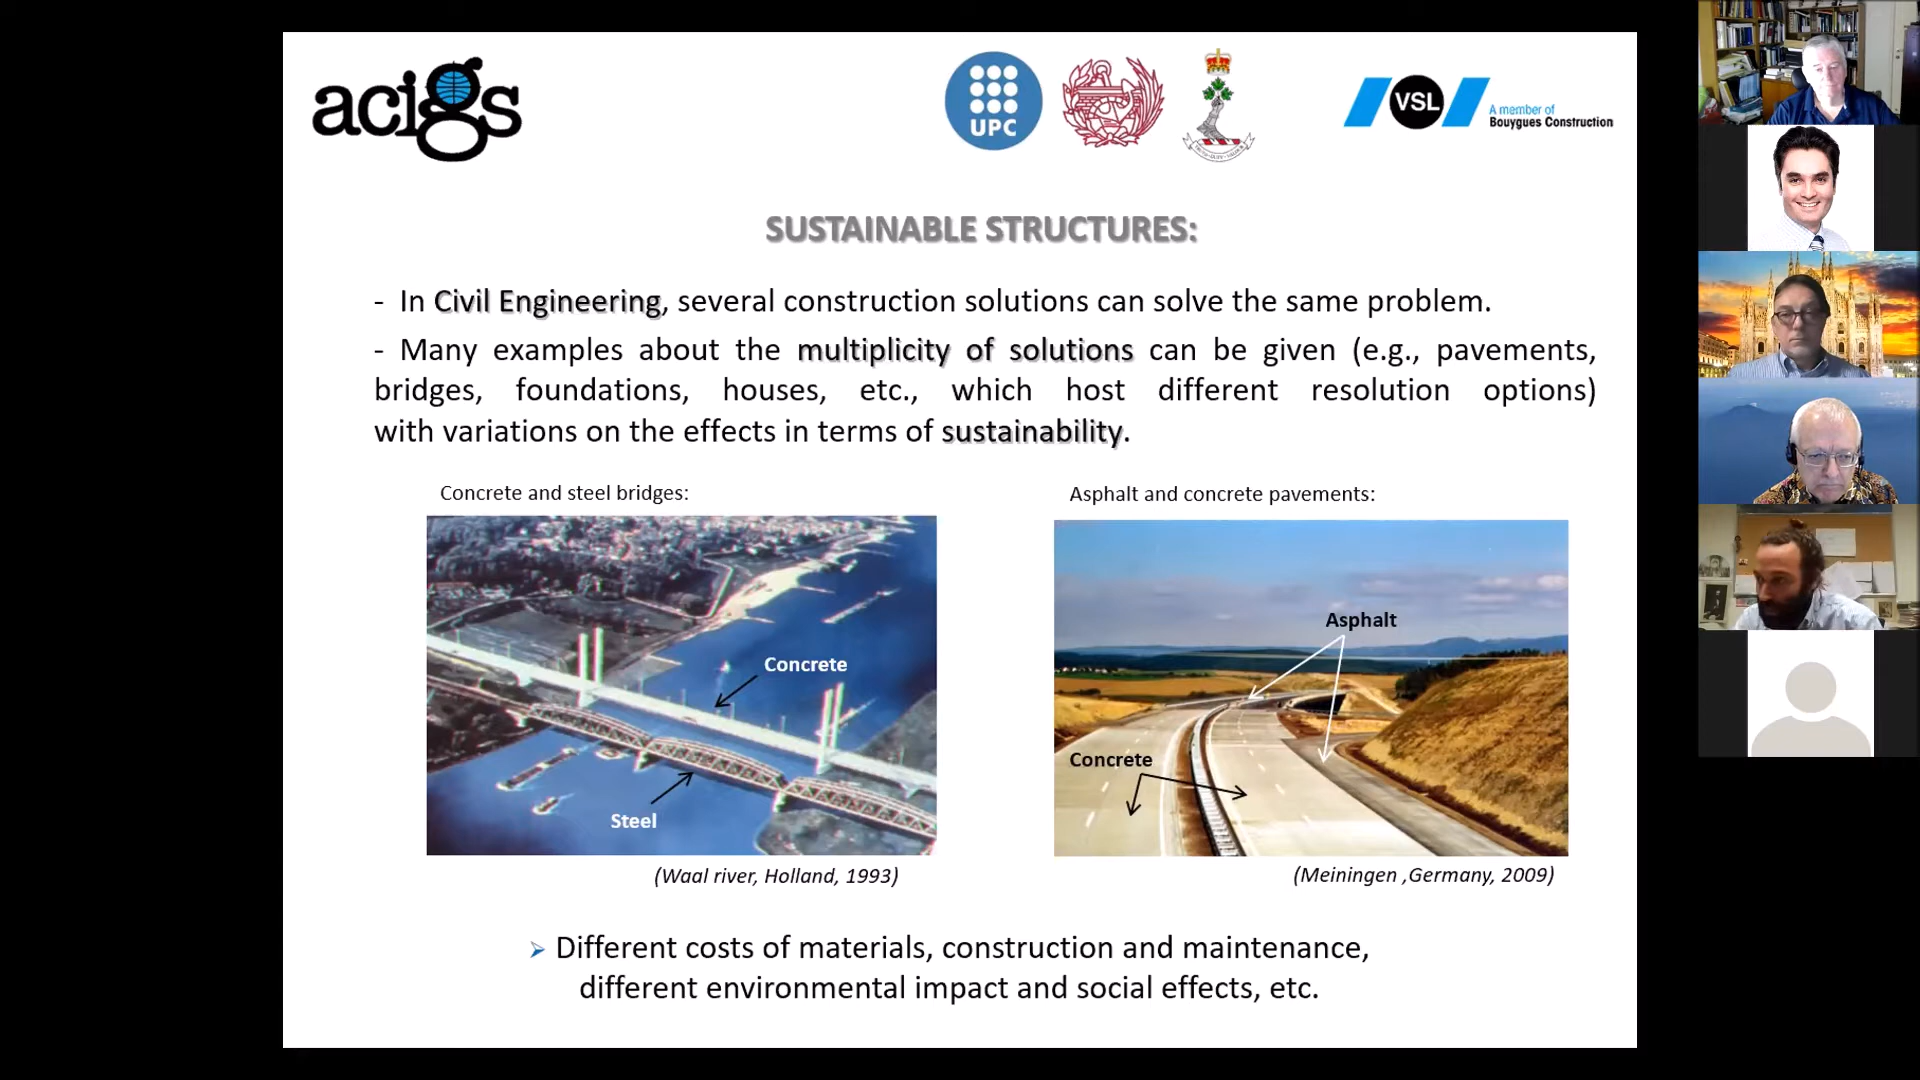 acigs
UPC
VSL
A member of
Bouygues Construction
SUSTAINABLE STRUCTURES:
- In Civil Engineering, several construction solutions can solve the same problem.
- Many examples about the multiplicity of solutions can be given (e.g., pavements,
bridges, foundations, houses, etc., which host different resolution options)
with variations on the effects in terms of sustainability.
Concrete and steel bridges:
Asphalt and concrete pavements:
Concrete
Steel
Asphalt
Concrete
(Waal river, Holland, 1993)
(Meiningen ,Germany, 2009)
➢ Different costs of materials, construction and maintenance,
different environmental impact and social effects, etc.